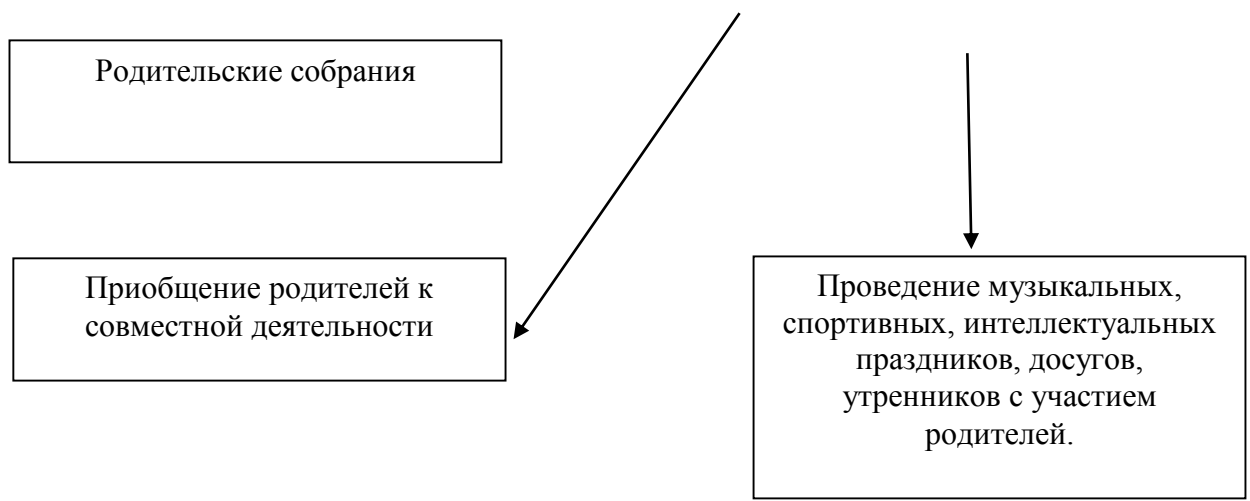 Родительские собрания
Приобщение родителей к
совместной деятельности
Проведение музыкальных,
спортивных, интеллектуальных
праздников, досугов,
утренников с участием
родителей.